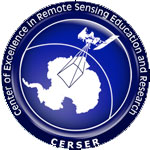 Center of Excellence in Remote Sensing Education and Research
CERSER